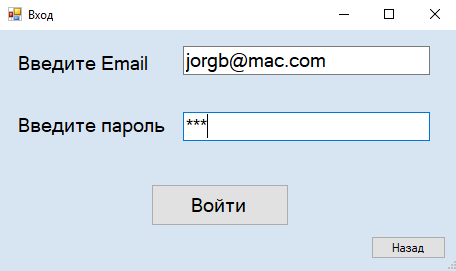 Вход
Введите Email jorgb@mac.com
Введите пароль ***
Войти
Назад